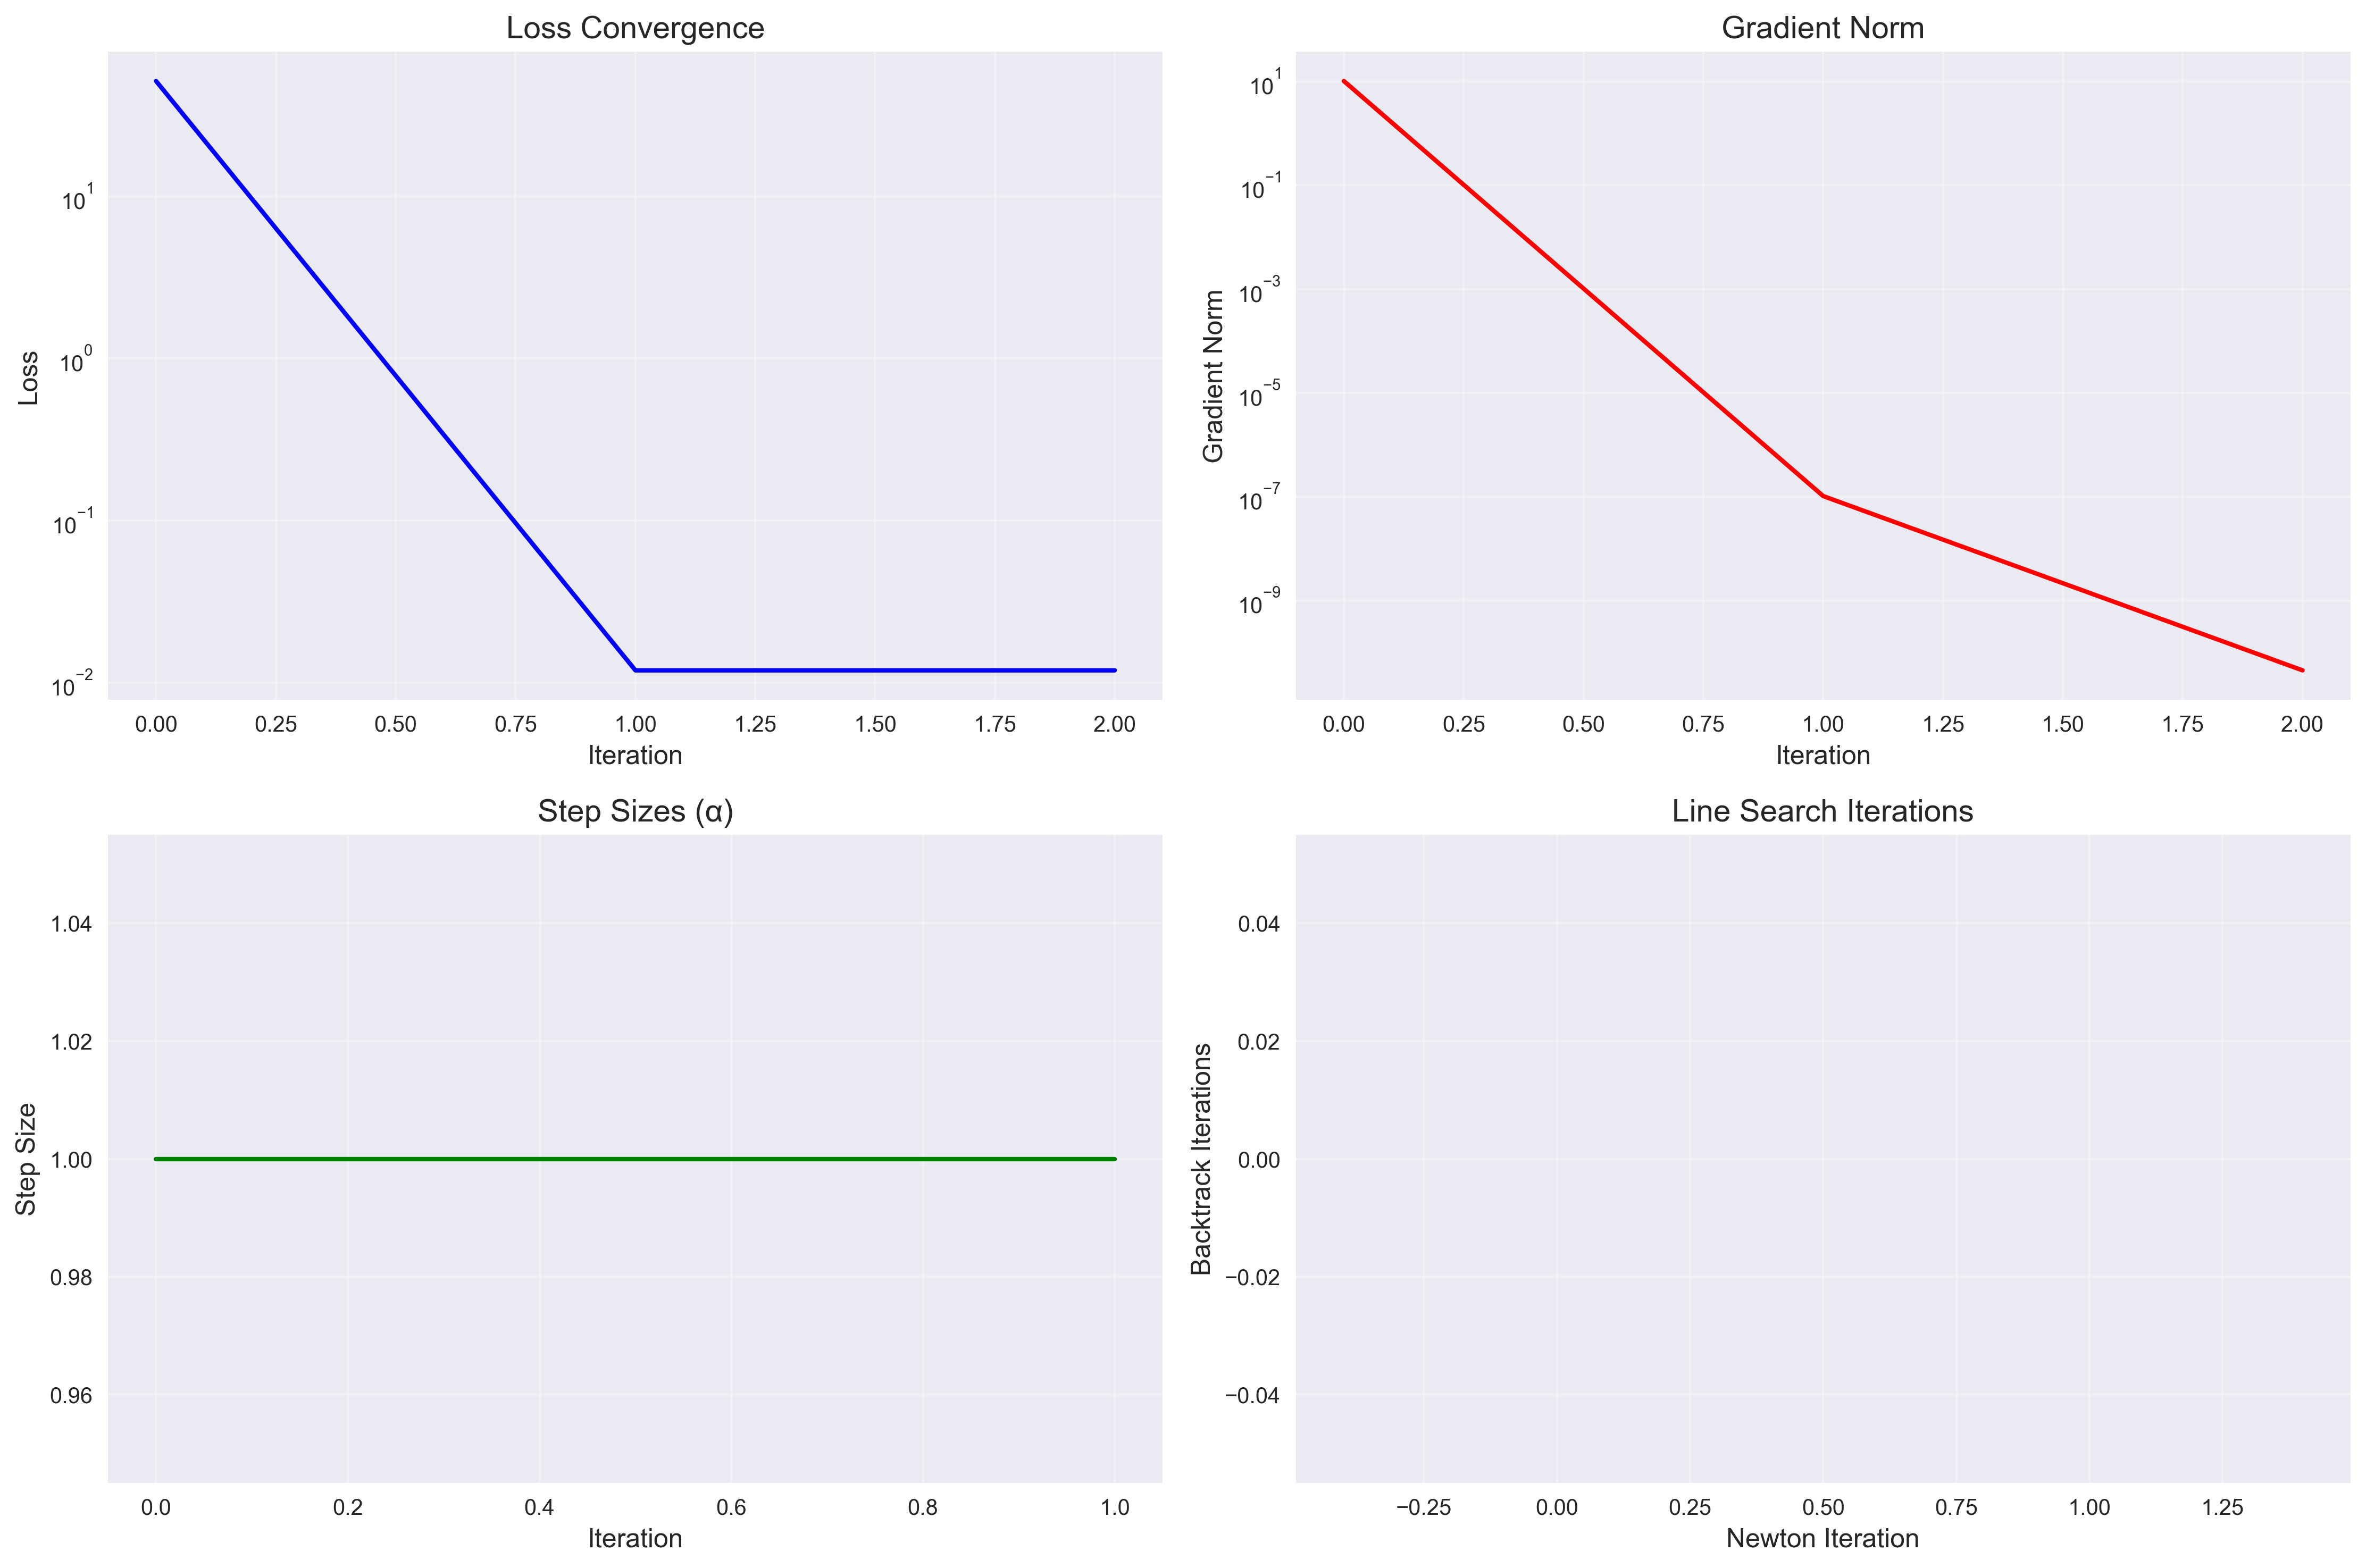 Loss Convergence
Loss
10^1
10^0
10^−1
10^−2
0.00 0.25 0.50 0.75 1.00 1.25 1.50 1.75 2.00
Iteration
Gradient Norm
Gradient Norm
10^1
10^−1
10^−3
10^−5
10^−7
10^−9
0.00 0.25 0.50 0.75 1.00 1.25 1.50 1.75 2.00
Iteration
Step Sizes (α)
Step Size
1.04
1.02
1.00
0.98
0.96
0.0 0.2 0.4 0.6 0.8 1.0
Iteration
Line Search Iterations
Backtrack Iterations
0.04
0.02
0.00
−0.02
−0.04
−0.25 0.00 0.25 0.50 0.75 1.00 1.25
Newton Iteration